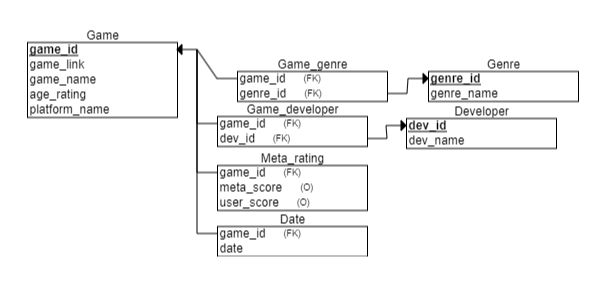 Game
game_id
game_link
game_name
age_rating
platform_name
Game_genre
game_id (FK)
genre_id (FK)
Genre
genre_id
genre_name
Game_developer
game_id (FK)
dev_id (FK)
Developer
dev_id
dev_name
Meta_rating
game_id (FK)
meta_score (O)
user_score (O)
Date
game_id (FK)
date